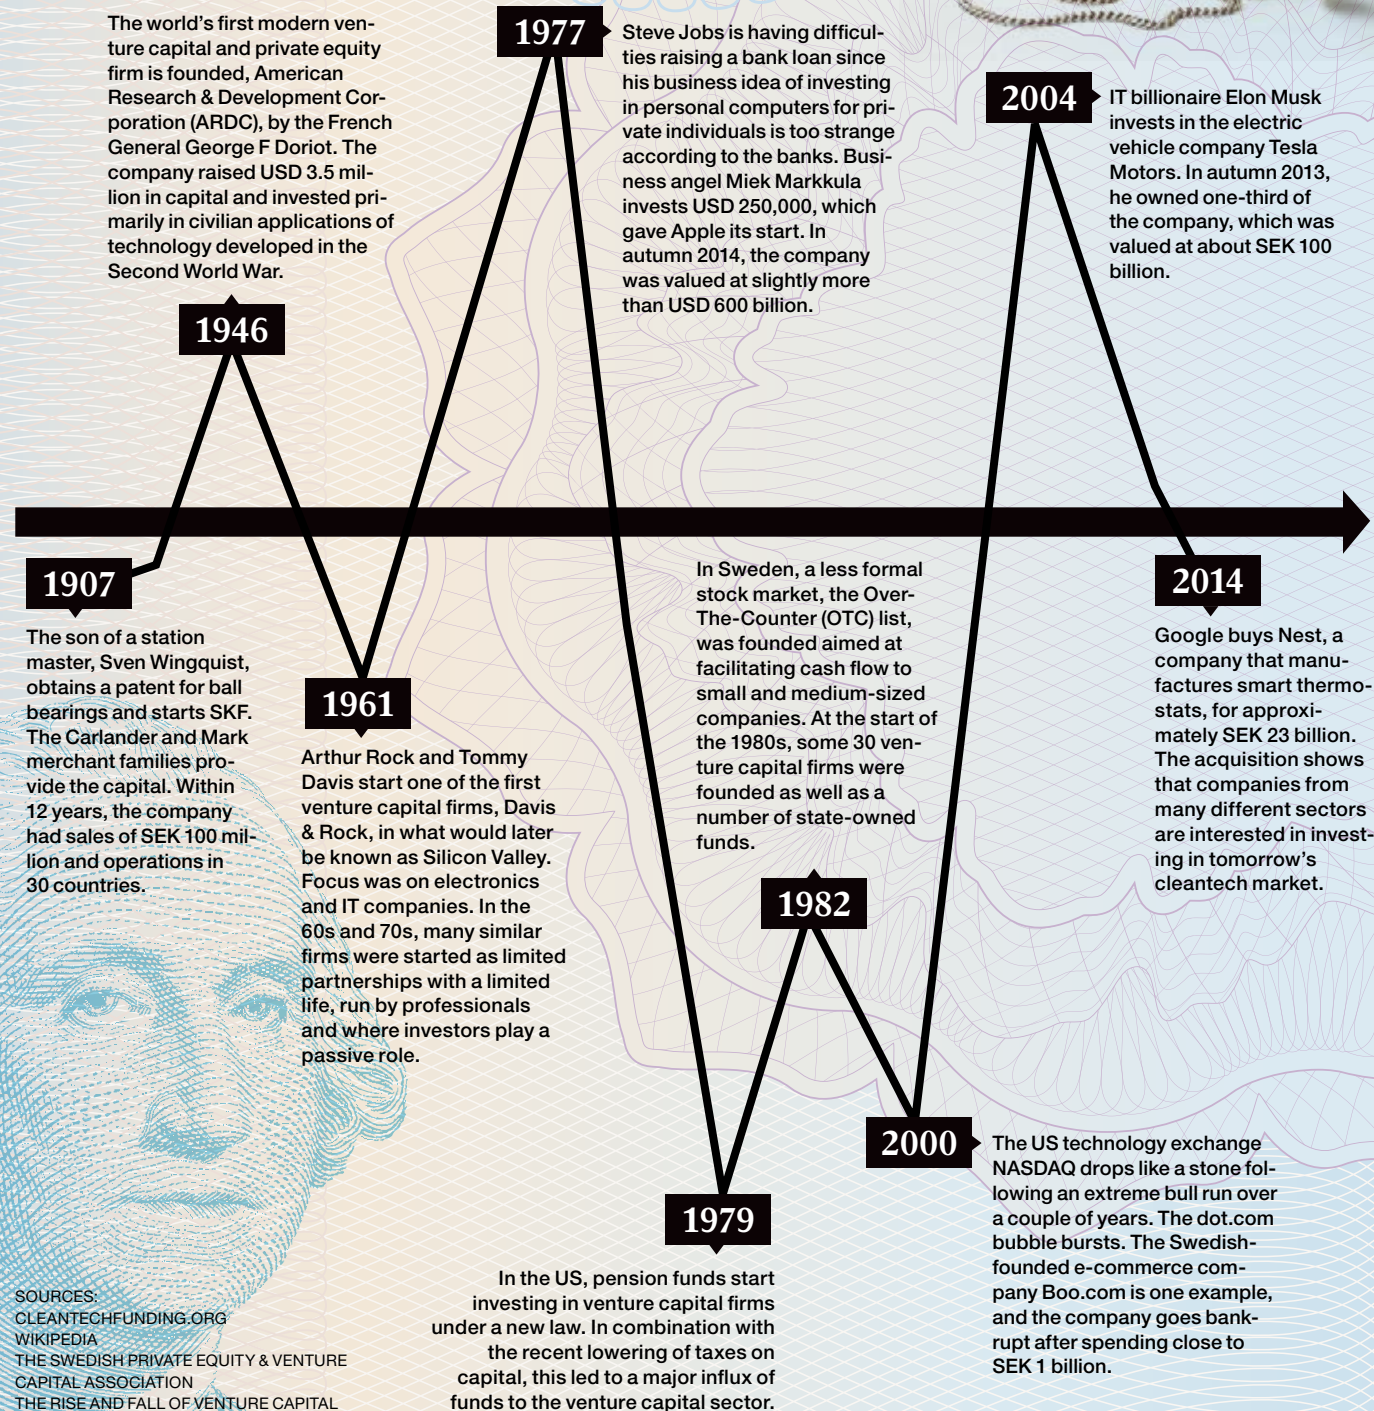 The world's first modern ven-
ture capital and private equity
firm is founded, American
Research & Development Cor-
poration (ARDC), by the French
General George F Doriot. The
company raised USD 3.5 mil-
lion in capital and invested pri-
marily in civilian applications of
technology developed in the
Second World War.
1946
1977
Steve Jobs is having difficul-
ties raising a bank loan since
his business idea of investing
in personal computers for pri-
vate individuals is too strange
according to the banks. Busi-
ness angel Miek Markkula
invests USD 250,000, which
gave Apple its start. In
autumn 2014, the company
was valued at slightly more
than USD 600 billion.
2004
IT billionaire Elon Musk
invests in the electric
vehicle company Tesla
Motors. In autumn 2013,
he owned one-third of
the company, which was
valued at about SEK 100
billion.
1907
The son of a station
master, Sven Wingquist,
obtains a patent for ball
bearings and starts SKF.
The Carlander and Mark
merchant families pro-
vide the capital. Within
12 years, the company
had sales of SEK 100 mil-
lion and operations in
30 countries.
1961
Arthur Rock and Tommy
Davis start one of the first
venture capital firms, Davis
& Rock, in what would later
be known as Silicon Valley.
Focus was on electronics
and IT companies. In the
60s and 70s, many similar
firms were started as limited
partnerships with a limited
life, run by professionals
and where investors play a
passive role.
In Sweden, a less formal
stock market, the Over-
The-Counter (OTC) list,
was founded aimed at
facilitating cash flow to
small and medium-sized
companies. At the start of
the 1980s, some 30 ven-
ture capital firms were
founded as well as a
number of state-owned
funds.
1982
2014
Google buys Nest, a
company that manu-
factures smart thermo-
stats, for approxi-
mately SEK 23 billion.
The acquisition shows
that companies from
many different sectors
are interested in invest-
ing in tomorrow's
cleantech market.
2000
The US technology exchange
NASDAQ drops like a stone fol-
lowing an extreme bull run over
a couple of years. The dot.com
bubble bursts. The Swedish-
founded e-commerce com-
pany Boo.com is one example,
and the company goes bank-
rupt after spending close to
SEK 1 billion.
1979
In the US, pension funds start
investing in venture capital firms
under a new law. In combination with
the recent lowering of taxes on
capital, this led to a major influx of
funds to the venture capital sector.
SOURCES:
CLEANTECHFUNDING.ORG
WIKIPEDIA
THE SWEDISH PRIVATE EQUITY & VENTURE
CAPITAL ASSOCIATION
THE RISE AND FALL OF VENTURE CAPITAL